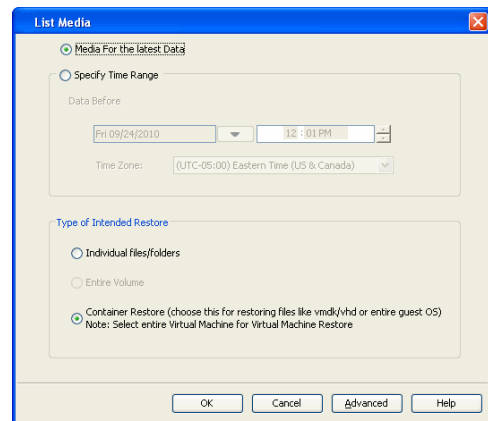 List Media
Media For the latest Data
Specify Time Range
Data Before
Fri 09/24/2010
12 : 01 PM
Time Zone:
(UTC-05:00) Eastern Time (US & Canada)
Type of Intended Restore
Individual files/folders
Entire Volume
Container Restore (choose this for restoring files like vmdk/vhd or entire guest OS)
Note: Select entire Virtual Machine for Virtual Machine Restore
OK
Cancel
Advanced
Help